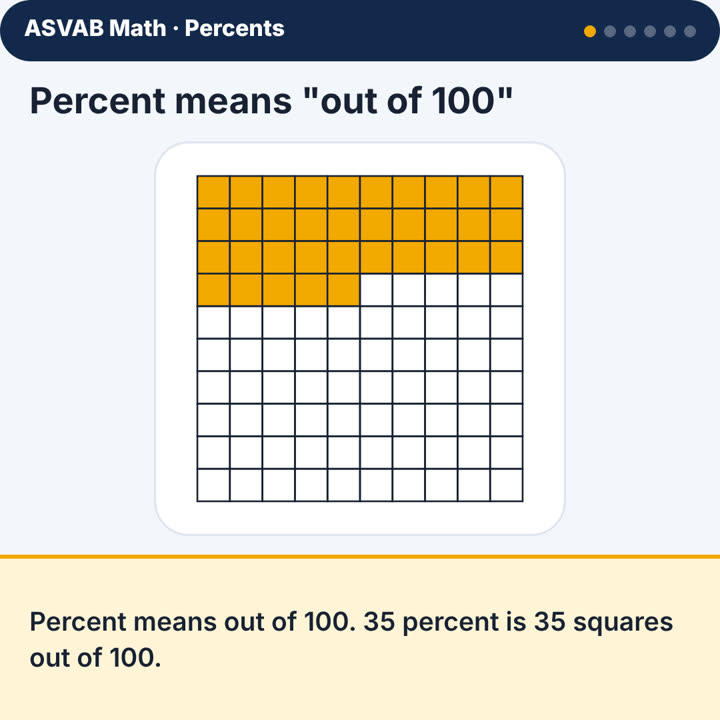 ASVAB Math · Percents
Percent means "out of 100"
Percent means out of 100. 35 percent is 35 squares
out of 100.